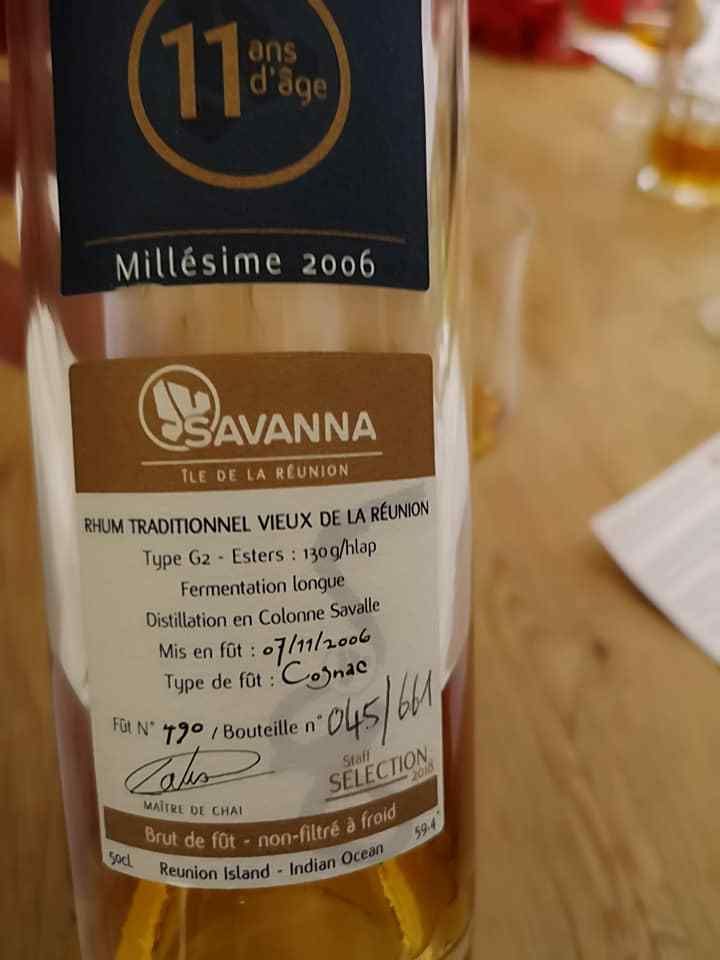 11 ans
d'âge
Millésime 2006
SAVANNA
ÎLE DE LA RÉUNION
RHUM TRADITIONNEL VIEUX DE LA RÉUNION
Type G2 - Esters : 130 g/hlap
Fermentation longue
Distillation en Colonne Savalle
Mis en fût : 07/11/2006
Type de fût : Cognac
Fût N° 790 / Bouteille n° 045/661
Staff
SELECTION
2018
MAÎTRE DE CHAI
Brut de fût - non-filtré à froid
50cl Reunion Island - Indian Ocean 59.4°